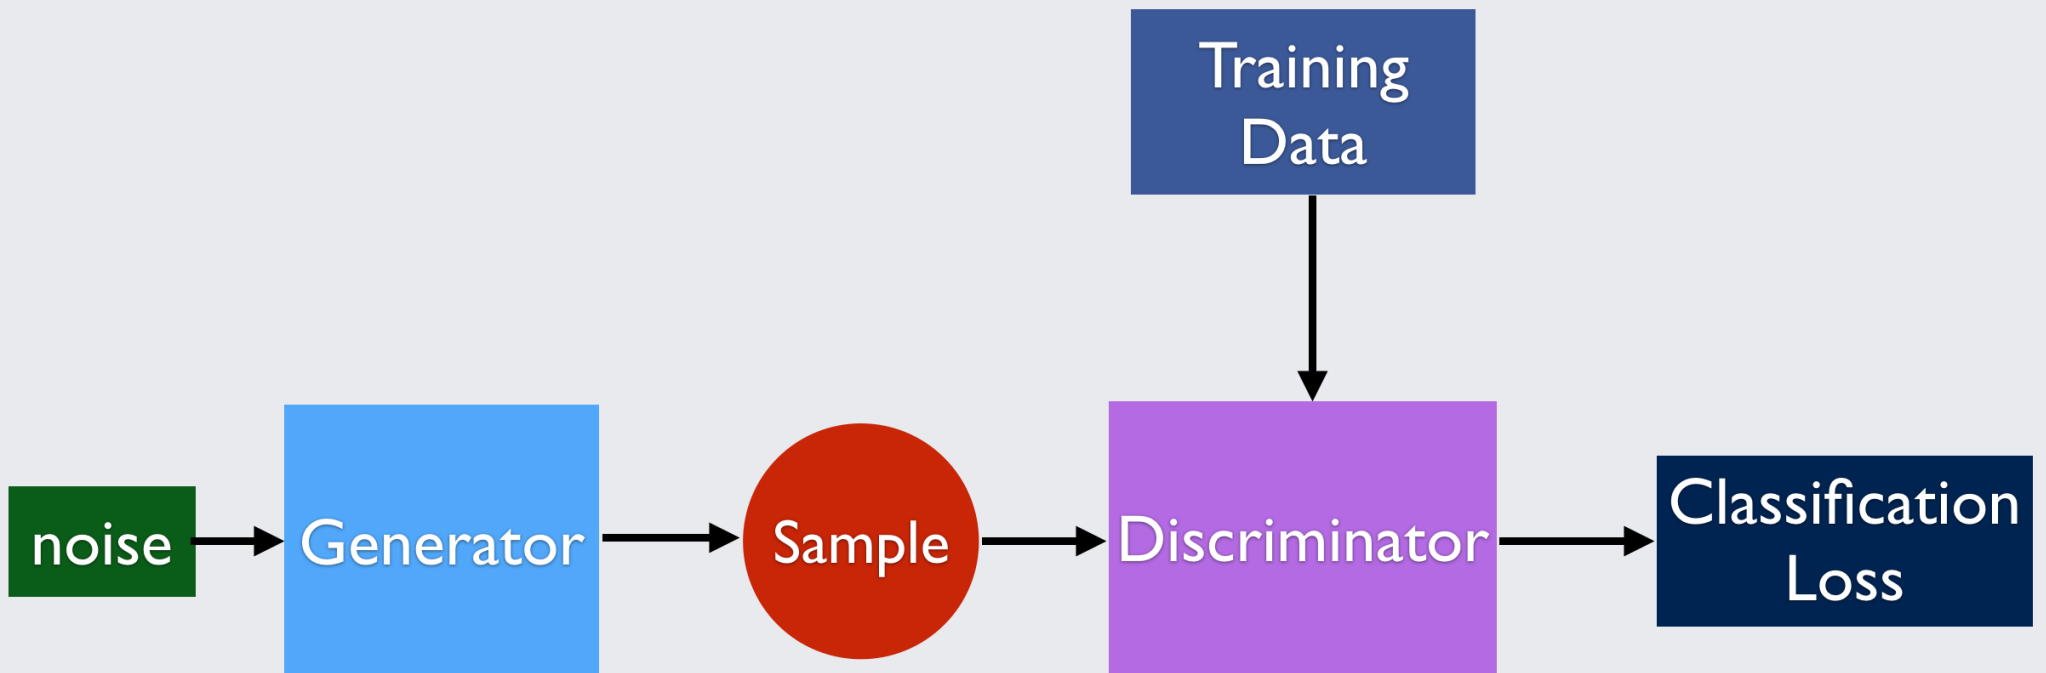 Training
Data
noise
Generator
Sample
Discriminator
Classification
Loss